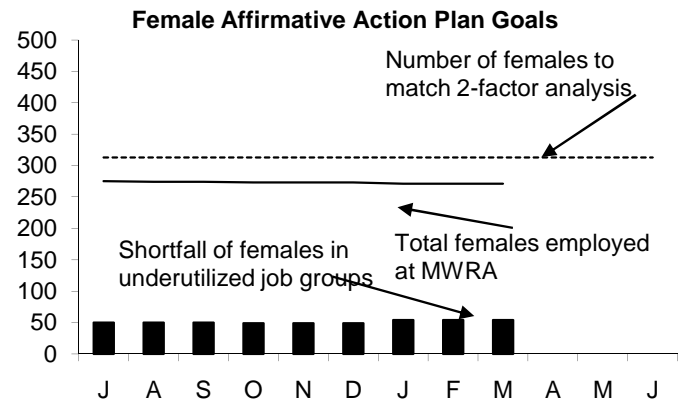 Female Affirmative Action Plan Goals
500
450
400
350
300
250
200
150
100
50
0
Number of females to
match 2-factor analysis
Total females employed
at MWRA
Shortfall of females in
underutilized job groups
J A S O N D J F M A M J